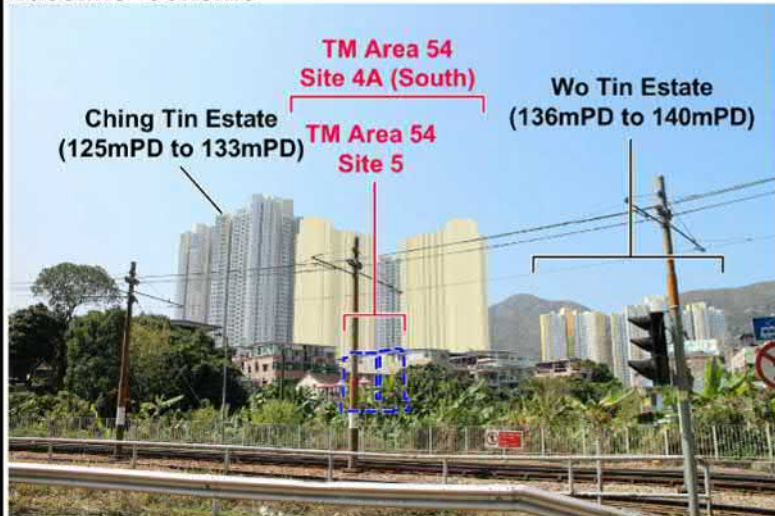 TM Area 54
Site 4A (South)
Wo Tin Estate
(136mPD to 140mPD)
Ching Tin Estate
(125mPD to 133mPD)
TM Area 54
Site 5